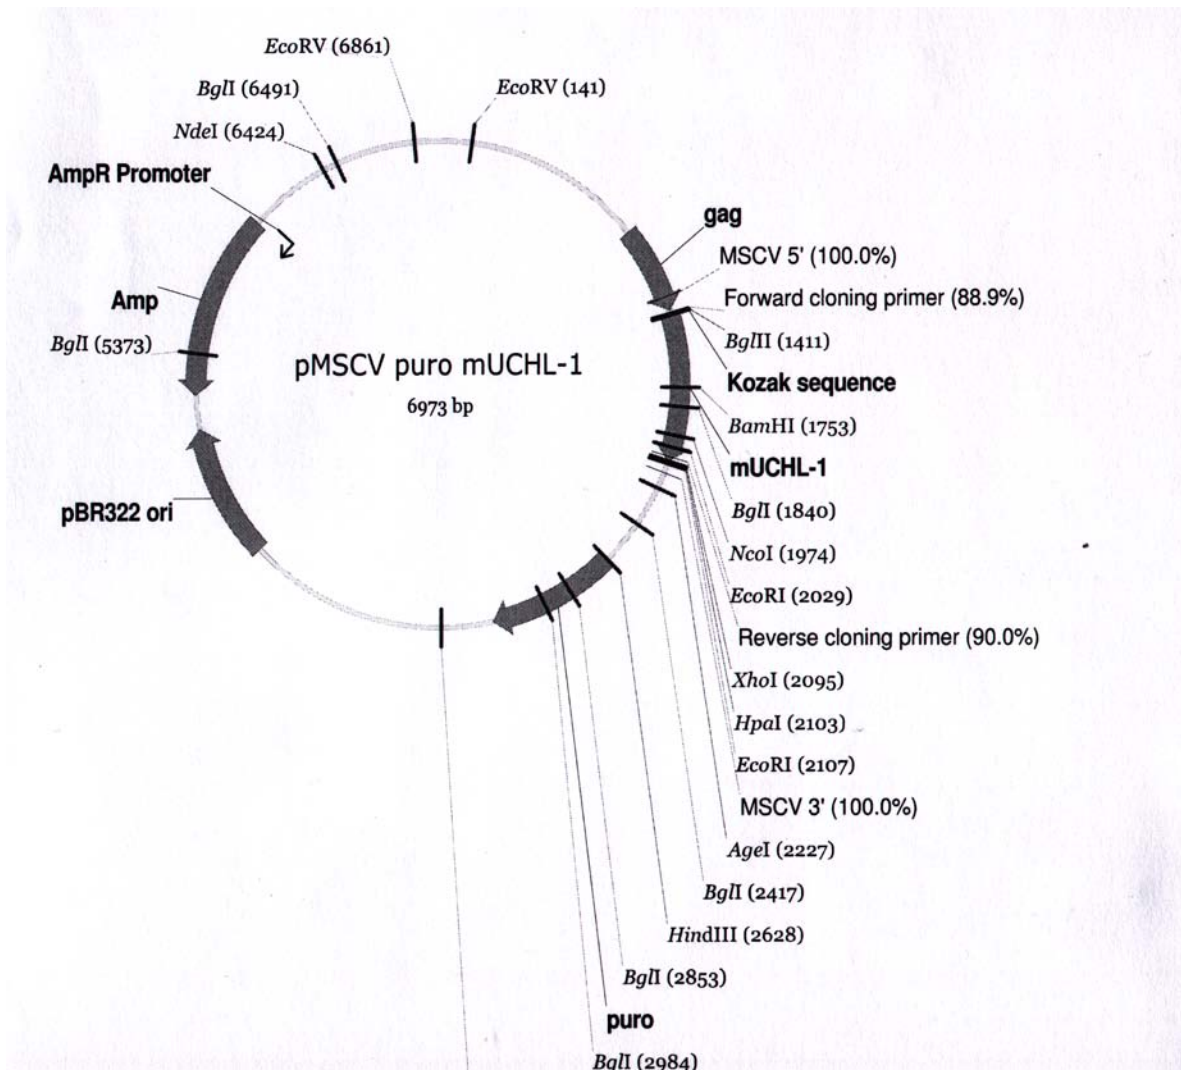 EcoRV (6861)
EcoRV (141)
BglI (6491)
NdeI (6424)
AmpR Promoter
gag
MSCV 5' (100.0%)
Forward cloning primer (88.9%)
Amp
BglII (1411)
BglI (5373)
pMSCV puro mUCHL-1
6973 bp
Kozak sequence
BamHI (1753)
mUCHL-1
pBR322 ori
BglI (1840)
NcoI (1974)
EcoRI (2029)
Reverse cloning primer (90.0%)
XhoI (2095)
HpaI (2103)
EcoRI (2107)
MSCV 3' (100.0%)
AgeI (2227)
BglI (2417)
HindIII (2628)
BglI (2853)
puro
BglI (2984)